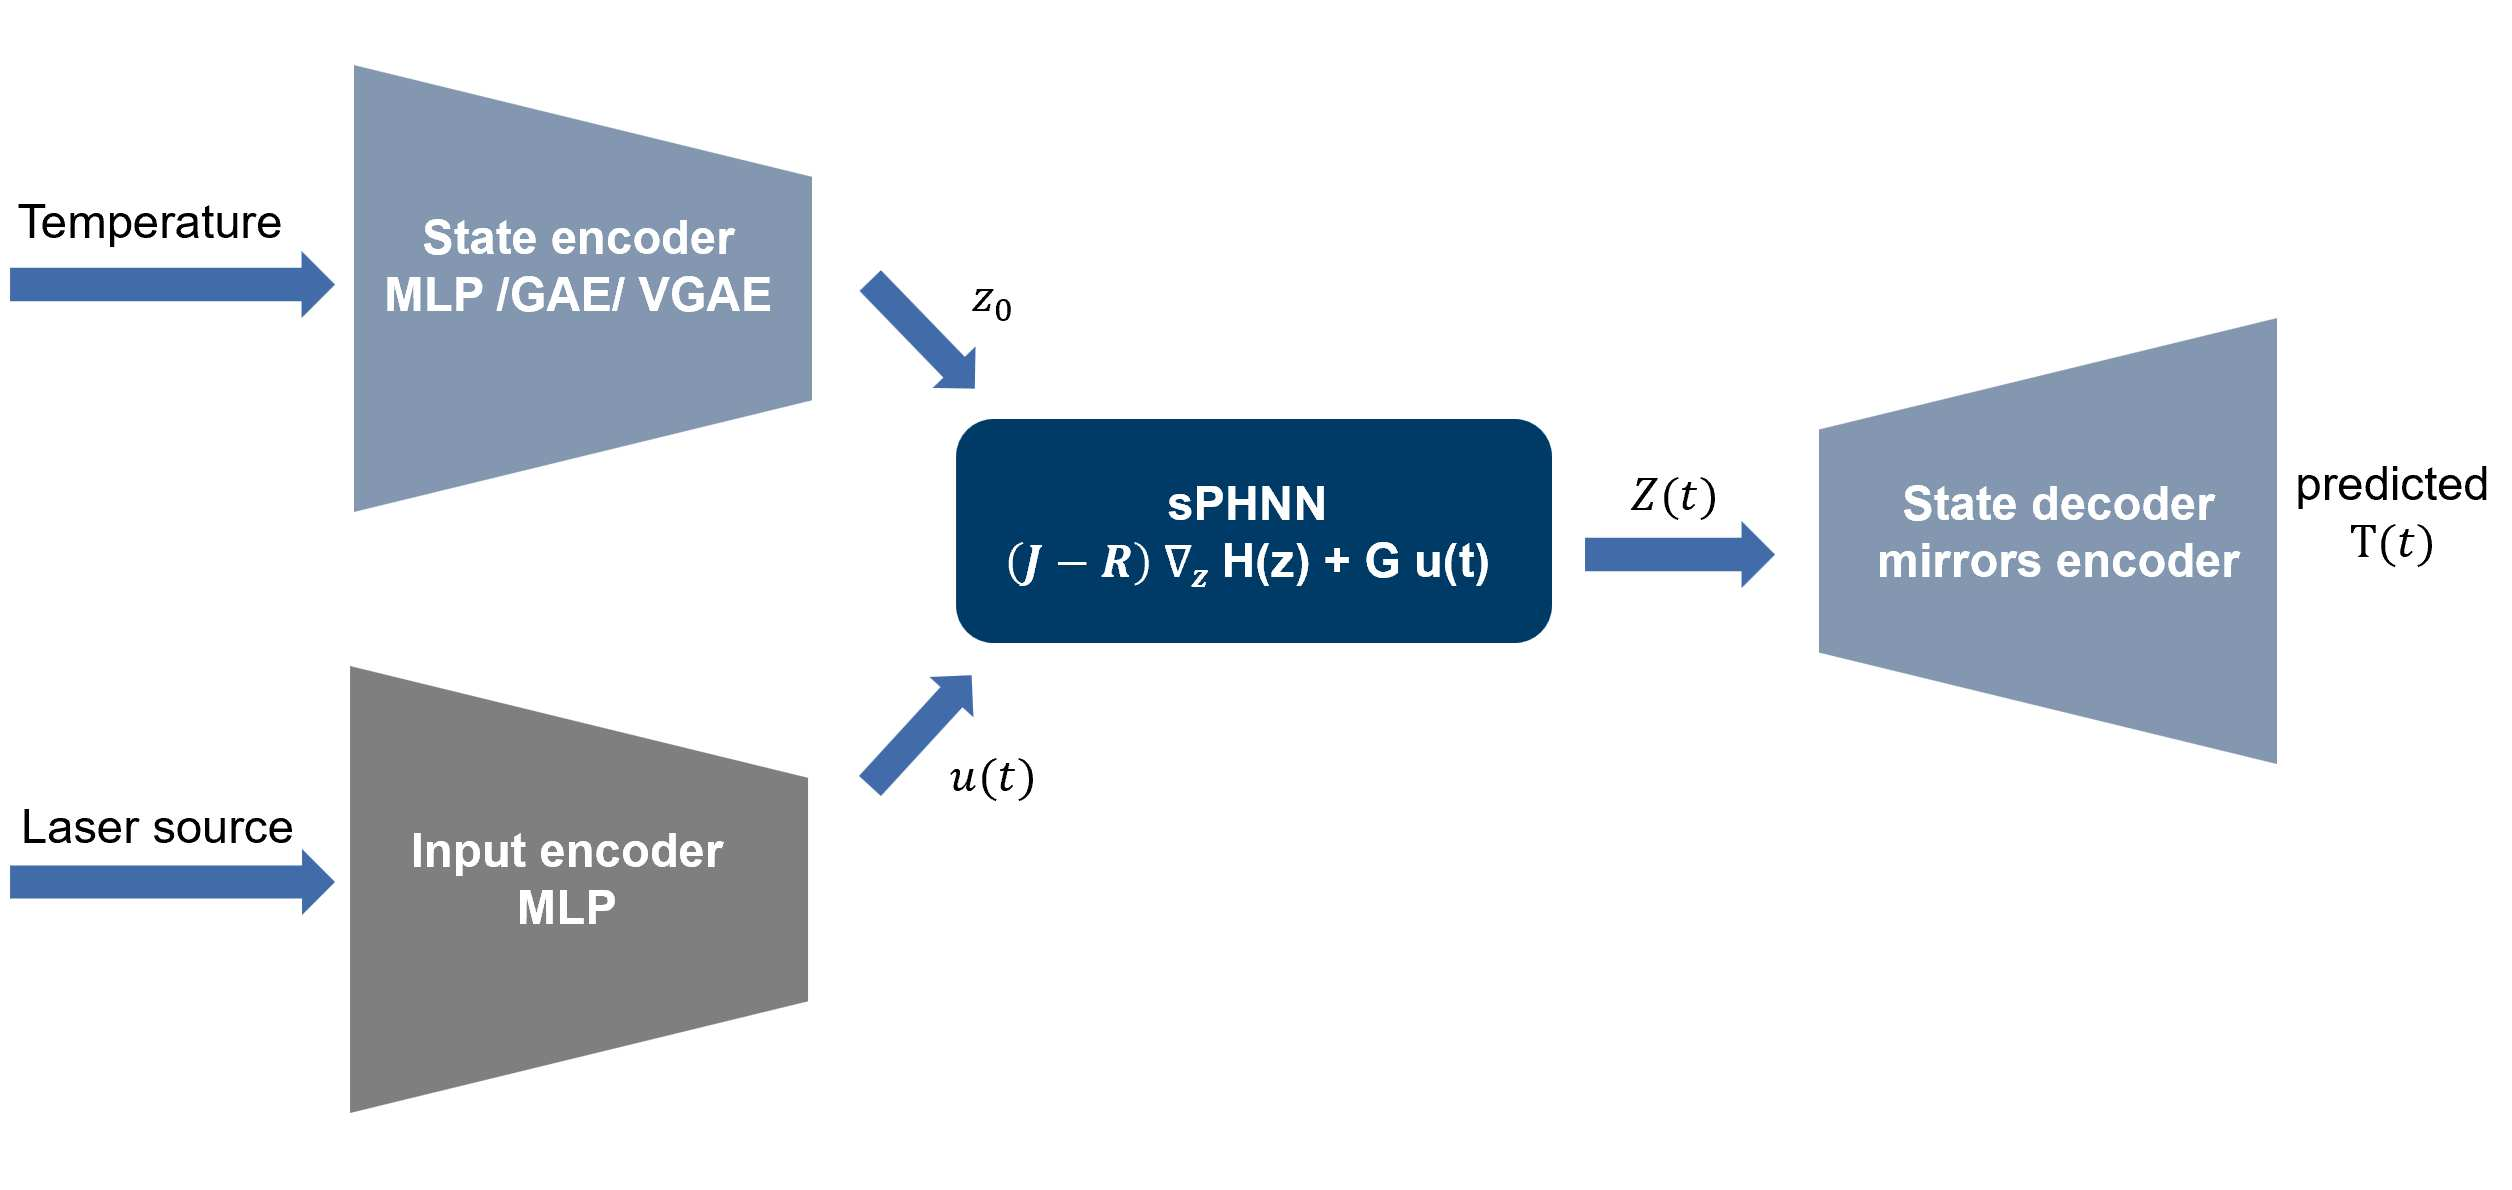 Temperature
State encoder
MLP /GAE/ VGAE
z₀
sPHNN
(J − R) ∇z H(z) + G u(t)
Z(t)
State decoder
mirrors encoder
predicted
T(t)
u(t)
Laser source
Input encoder
MLP